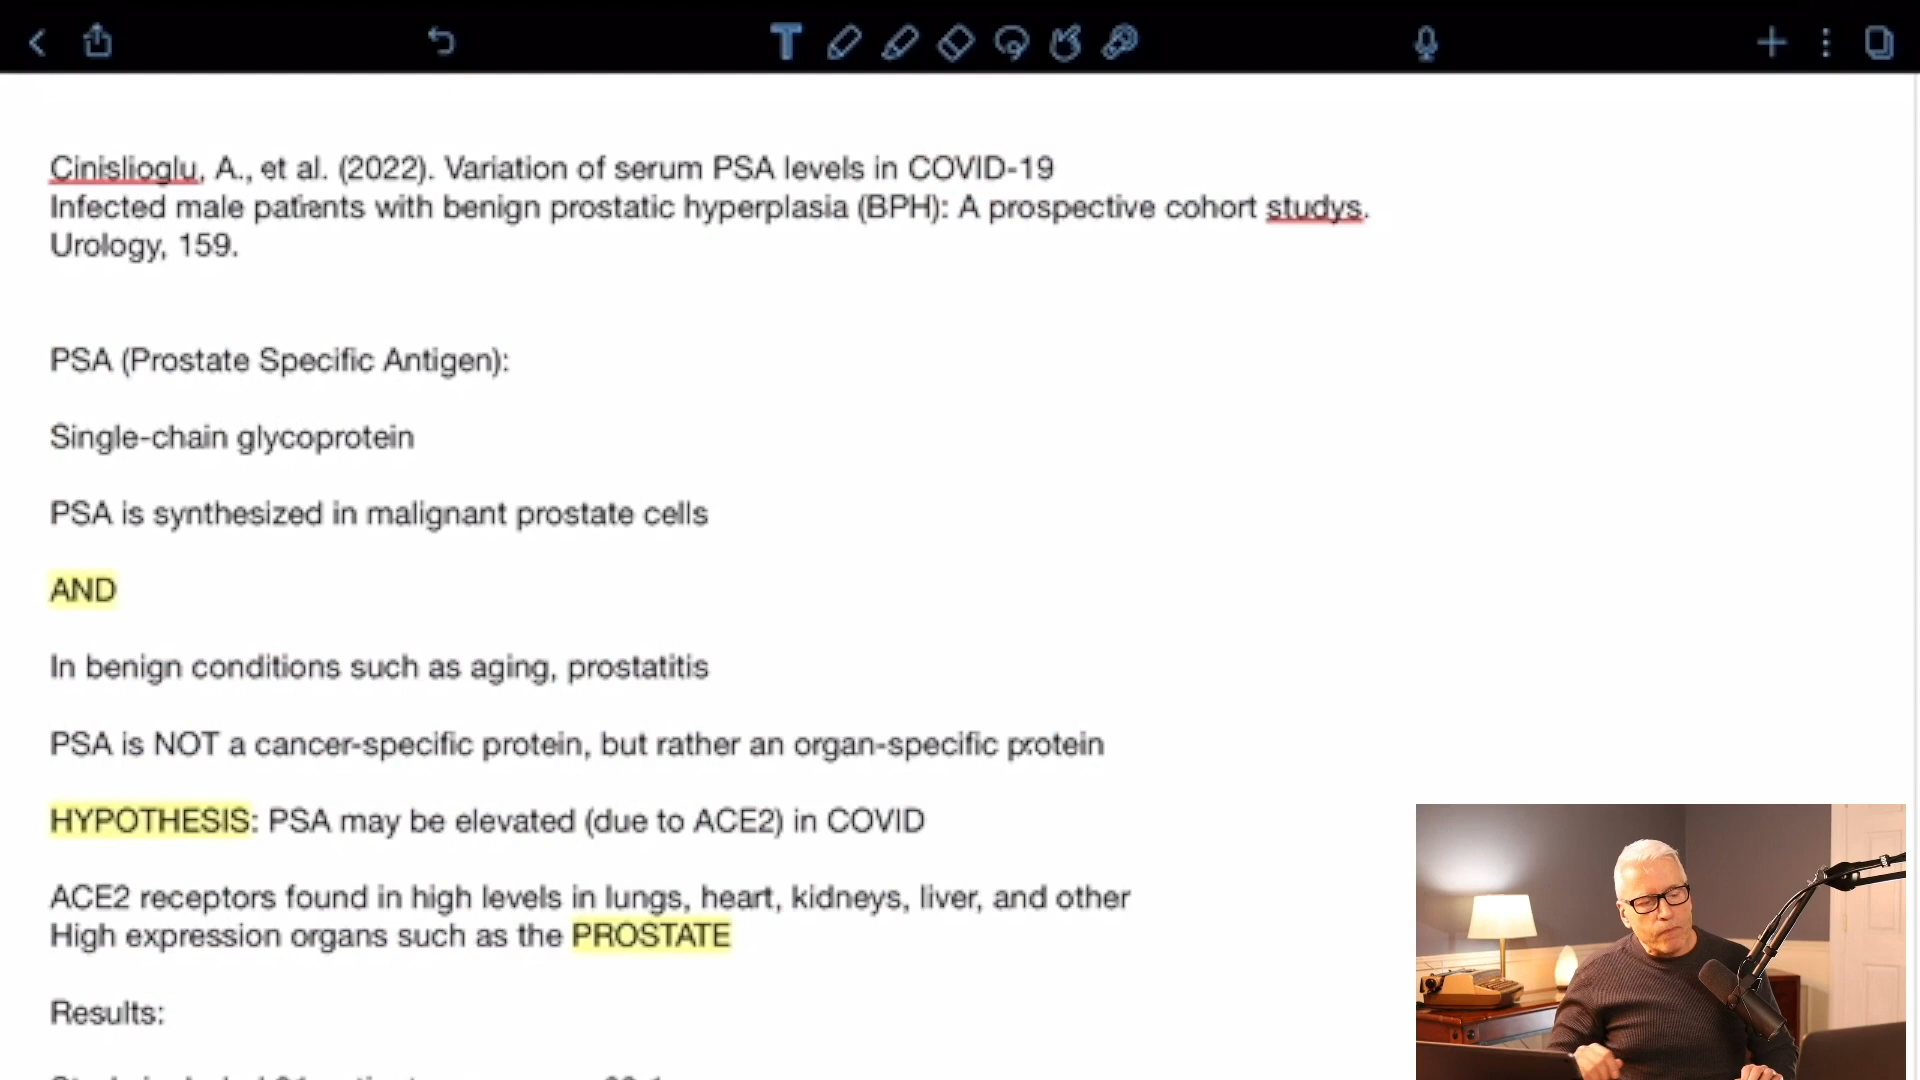 Cinislioglu, A., et al. (2022). Variation of serum PSA levels in COVID-19
Infected male patients with benign prostatic hyperplasia (BPH): A prospective cohort studys.
Urology, 159.
PSA (Prostate Specific Antigen):
Single-chain glycoprotein
PSA is synthesized in malignant prostate cells
AND
In benign conditions such as aging, prostatitis
PSA is NOT a cancer-specific protein, but rather an organ-specific protein
HYPOTHESIS: PSA may be elevated (due to ACE2) in COVID
ACE2 receptors found in high levels in lungs, heart, kidneys, liver, and other
High expression organs such as the PROSTATE
Results: